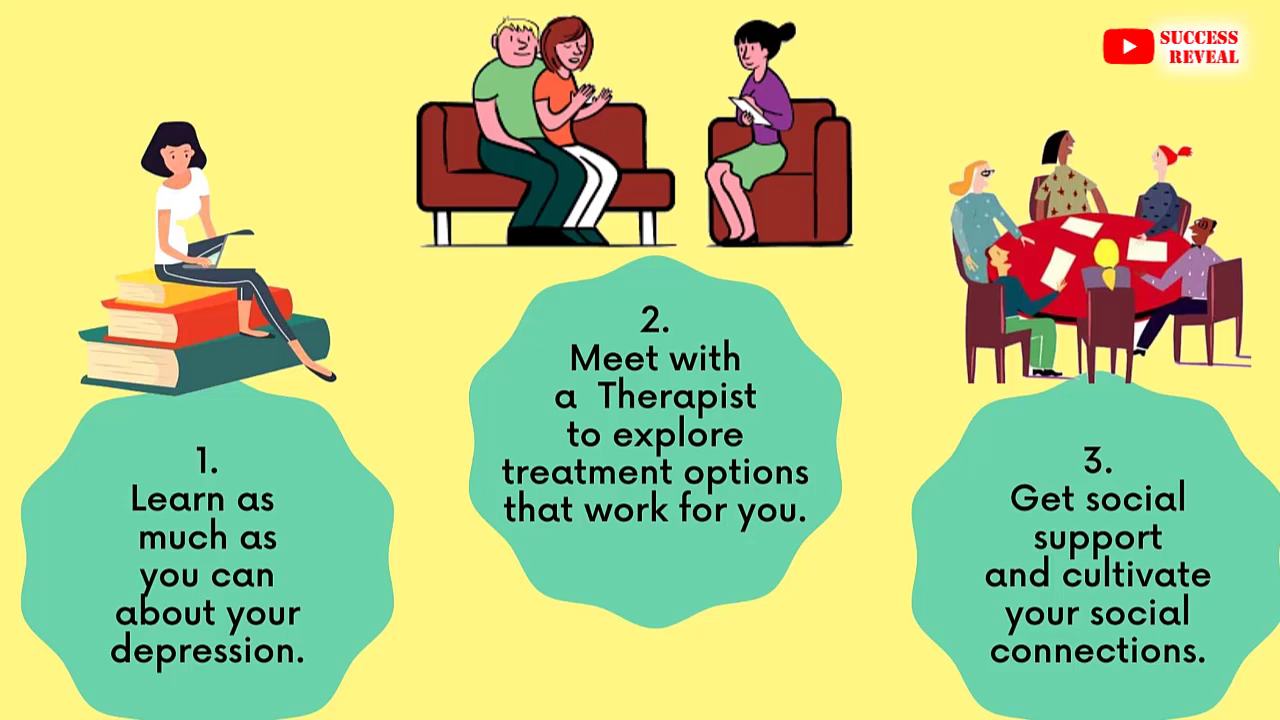 SUCCESS
REVEAL
1.
Learn as
much as
you can
about your
depression.
2.
Meet with
a Therapist
to explore
treatment options
that work for you.
3.
Get social
support
and cultivate
your social
connections.